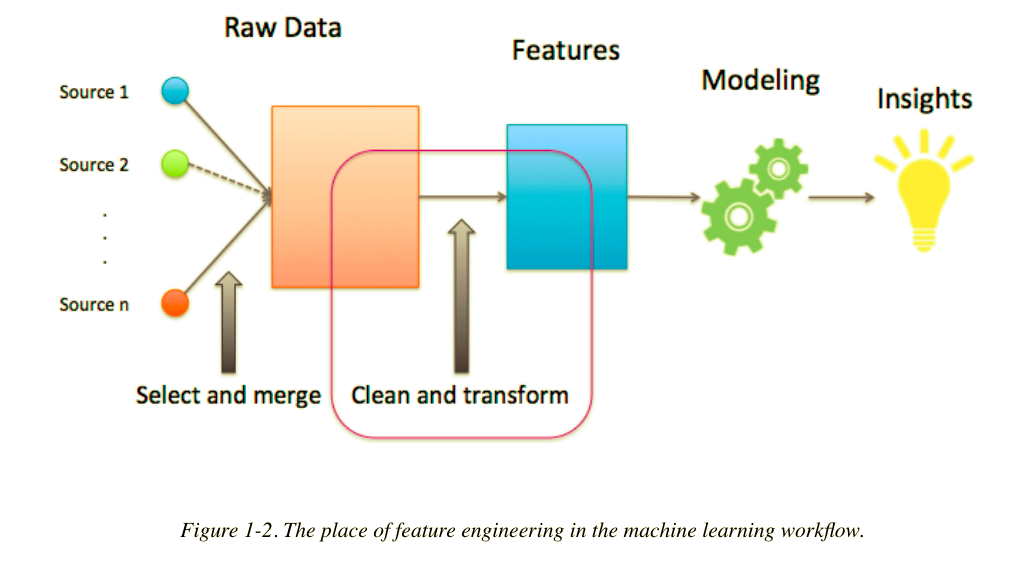 Raw Data
Features
Modeling
Insights
Source 1
Source 2
.
.
.
Source n
Select and merge
Clean and transform
Figure 1-2. The place of feature engineering in the machine learning workflow.